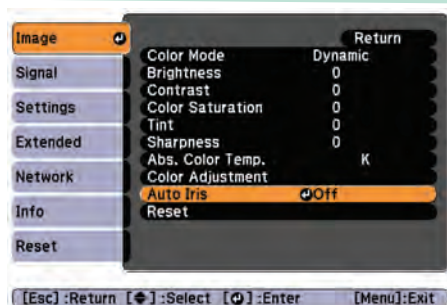 Image
Signal
Settings
Extended
Network
Info
Reset
Return
Color Mode Dynamic
Brightness 0
Contrast 0
Color Saturation 0
Tint 0
Sharpness 0
Abs. Color Temp. K
Color Adjustment
Auto Iris Off
Reset
[Esc] :Return [ ] :Select [ ] :Enter [Menu]:Exit